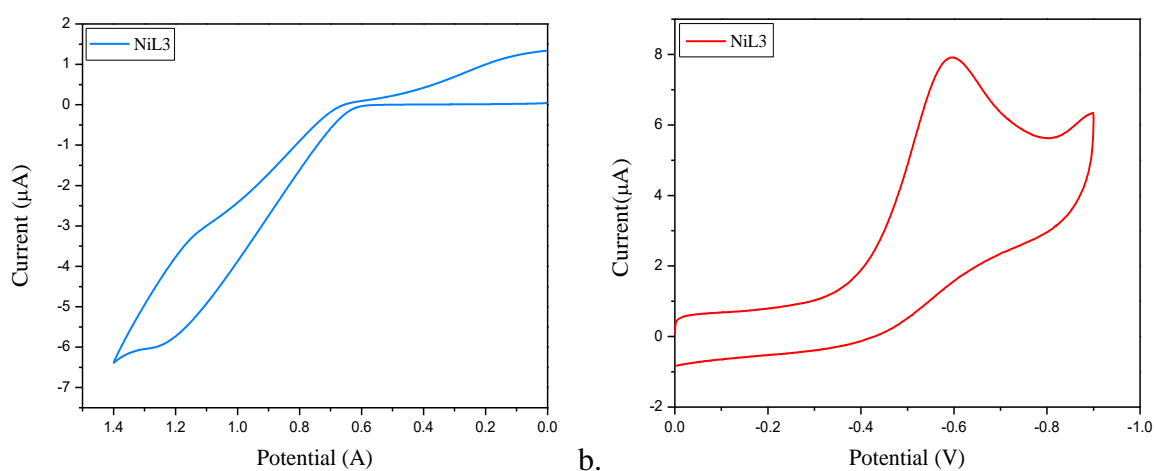 NiL3
2
1
0
-1
-2
-3
-4
-5
-6
-7
Current (µA)
1.4 1.2 1.0 0.8 0.6 0.4 0.2 0.0
Potential (A)
b.
NiL3
8
6
4
2
0
-2
Current(µA)
0.0 -0.2 -0.4 -0.6 -0.8 -1.0
Potential (V)